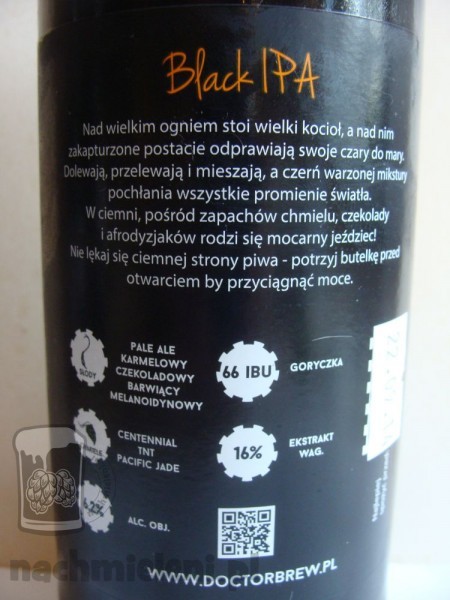 Black IPA
Nad wielkim ogniem stoi wielki kocioł, a nad nim
zakapturzone postacie odprawiają swoje czary do mary.
Dolewają, przelewają i mieszają, a czerń warzonej mikstury
pochłania wszystkie promienie światła.
W ciemni, pośród zapachów chmielu, czekolady
i afrodyzjaków rodzi się mocarny jeździec!
Nie lękaj się ciemnej strony piwa - potrzyj butelkę przed
otwarciem by przyciągnąć moce.
SŁODY
PALE ALE
KARMELOWY
CZEKOLADOWY
BARWIĄCY
MELANOIDYNOWY
66 IBU
GORYCZKA
CENTENNIAL
TNT
PACIFIC JADE
16%
EKSTRAKT
WAG.
6,2%
ALC. OBJ.
WWW.DOCTORBREW.PL
nachmieleni.pl